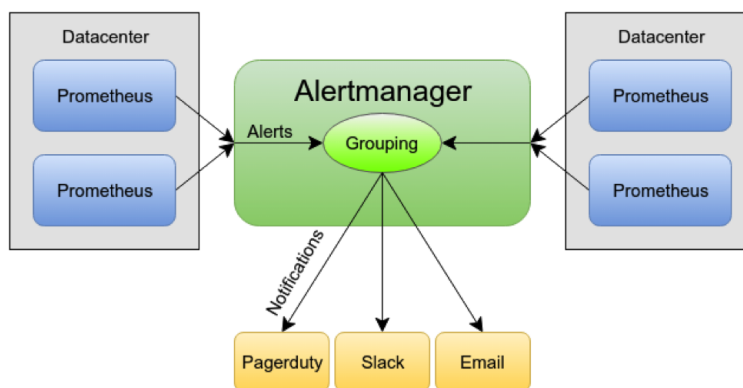 Datacenter
Prometheus
Prometheus
Alertmanager
Alerts
Grouping
Datacenter
Prometheus
Prometheus
Notifications
Pagerduty
Slack
Email